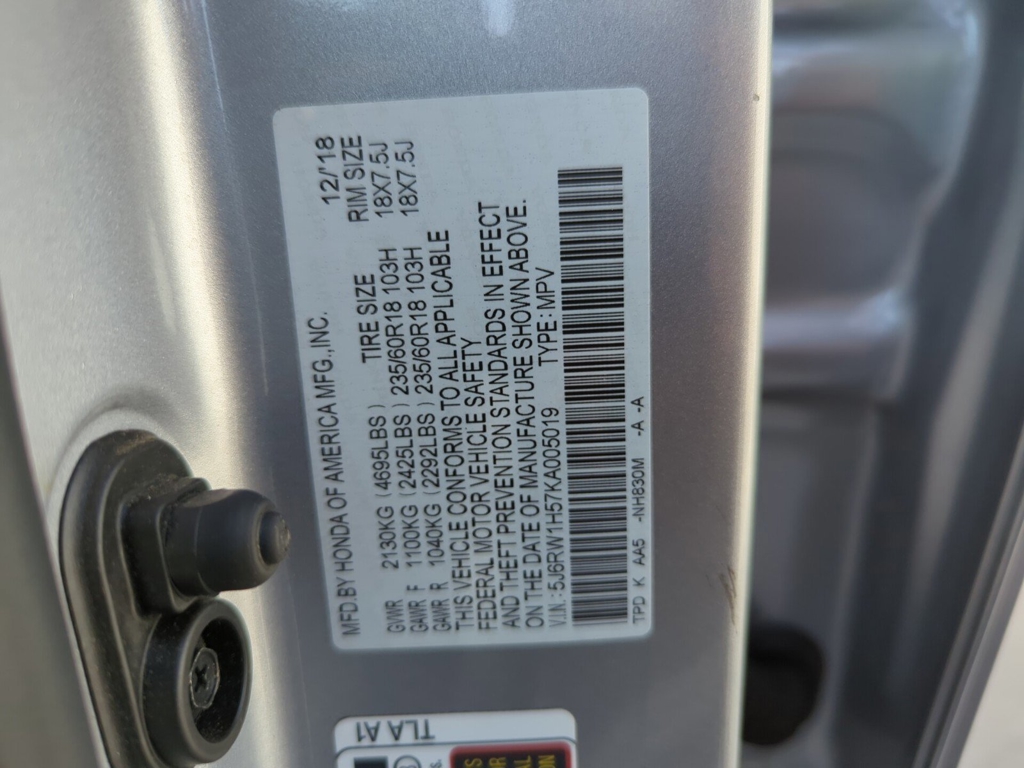 MFD. BY HONDA OF AMERICA MFG., INC. 12/18
TIRE SIZE RIM SIZE
GVWR 2130KG (4695LBS)
GAWR F 1100KG (2425LBS) 235/60R18 103H 18X7.5J
GAWR R 1040KG (2292LBS) 235/60R18 103H 18X7.5J
THIS VEHICLE CONFORMS TO ALL APPLICABLE
FEDERAL MOTOR VEHICLE SAFETY
AND THEFT PREVENTION STANDARDS IN EFFECT
ON THE DATE OF MANUFACTURE SHOWN ABOVE.
V.I.N.: 5J6RW1H57KA005019 TYPE: MPV
TPD K AA5 -NH830M -A -A
TLA A1